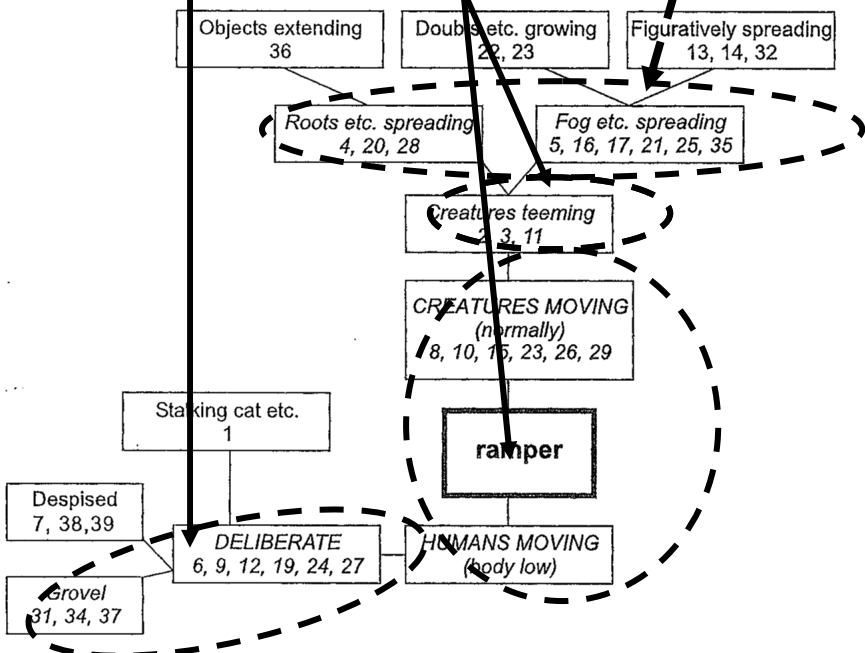 Objects extending
36
Doubts etc. growing
22, 23
Figuratively spreading
13, 14, 32
Roots etc. spreading
4, 20, 28
Fog etc. spreading
5, 16, 17, 21, 25, 35
Creatures teeming
2, 3, 11
CREATURES MOVING
(normally)
8, 10, 15, 23, 26, 29
Stalking cat etc.
1
ramper
Despised
7, 38,39
DELIBERATE
6, 9, 12, 19, 24, 27
HUMANS MOVING
(body low)
Grovel
31, 34, 37